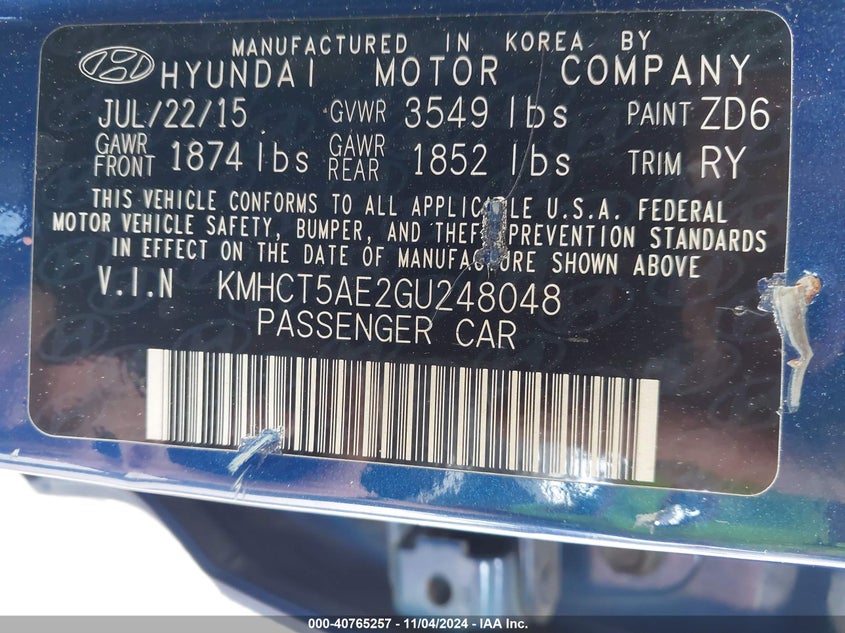 MANUFACTURED IN KOREA BY
HYUNDAI MOTOR COMPANY
JUL/22/15 GVWR 3549 lbs PAINT ZD6
GAWR FRONT 1874 lbs GAWR REAR 1852 lbs TRIM RY
THIS VEHICLE CONFORMS TO ALL APPLICABLE U.S.A. FEDERAL
MOTOR VEHICLE SAFETY, BUMPER, AND THEFT PREVENTION STANDARDS
IN EFFECT ON THE DATE OF MANUFACTURE SHOWN ABOVE
V.I.N KMHCT5AE2GU248048
PASSENGER CAR
000-40765257 - 11/04/2024 - IAA Inc.